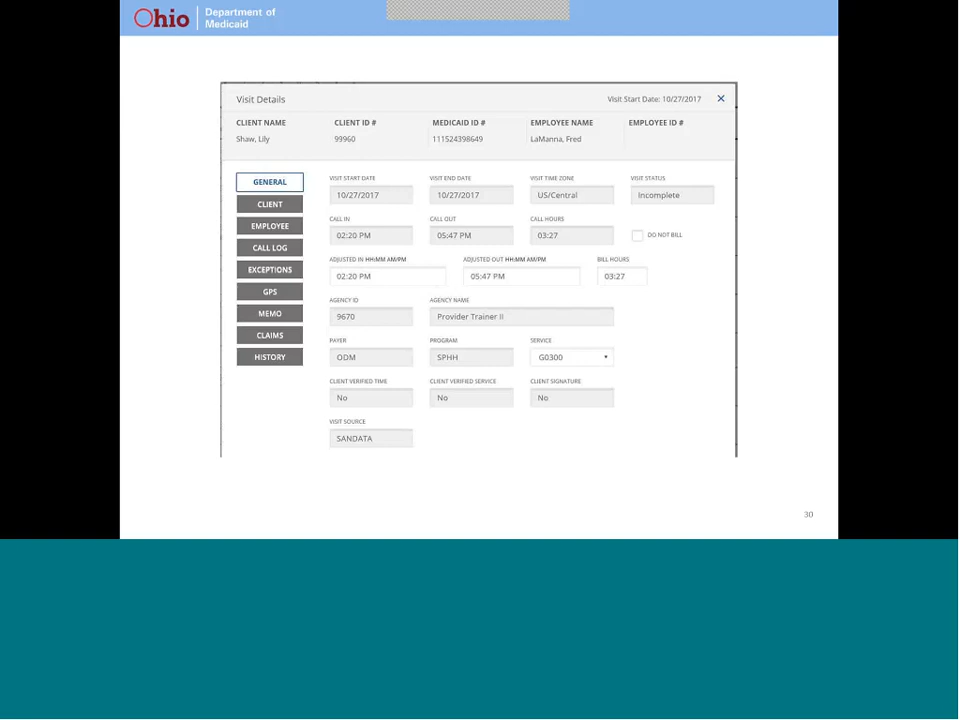 Ohio Department of
Medicaid
Visit Details Visit Start Date: 10/27/2017
CLIENT NAME CLIENT ID # MEDICAID ID # EMPLOYEE NAME EMPLOYEE ID #
Shaw, Lily 99960 111524398649 LaManna, Fred
GENERAL
CLIENT
EMPLOYEE
CALL LOG
EXCEPTIONS
GPS
MEMO
CLAIMS
HISTORY
VISIT START DATE VISIT END DATE VISIT TIME ZONE VISIT STATUS
10/27/2017 10/27/2017 US/Central Incomplete
CALL IN CALL OUT CALL HOURS
02:20 PM 05:47 PM 03:27 DO NOT BILL
ADJUSTED IN HH:MM AM/PM ADJUSTED OUT HH:MM AM/PM BILL HOURS
02:20 PM 05:47 PM 03:27
AGENCY ID AGENCY NAME
9670 Provider Trainer II
PAYER PROGRAM SERVICE
ODM SPHH G0300
CLIENT VERIFIED TIME CLIENT VERIFIED SERVICE CLIENT SIGNATURE
No No No
VISIT SOURCE
SANDATA
30